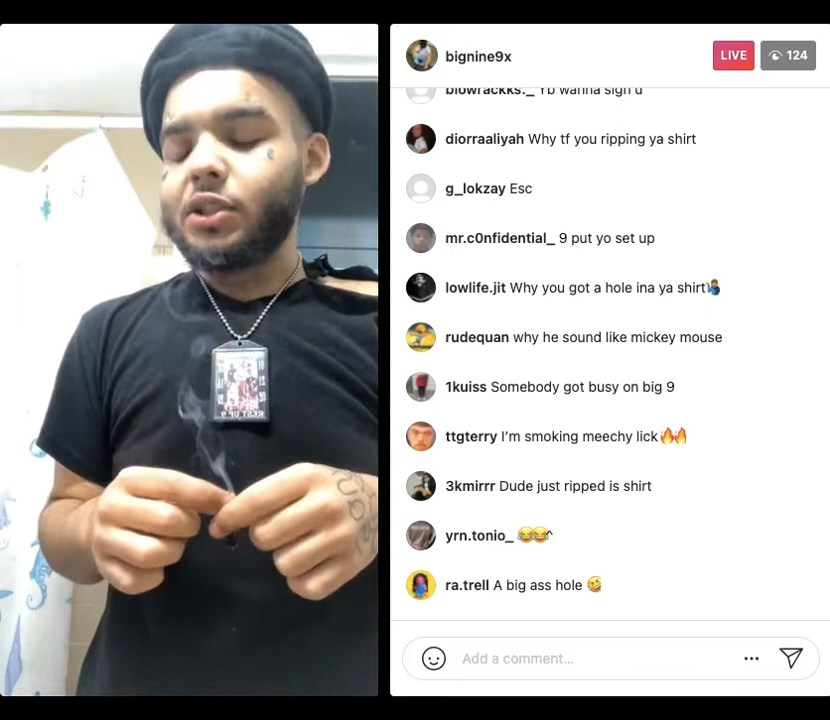 bignine9x
LIVE
124
blowrackks._ Yb wanna sign u
diorraaliyah Why tf you ripping ya shirt
g_lokzay Esc
mr.c0nfidential_ 9 put yo set up
lowlife.jit Why you got a hole ina ya shirt🤷🏾‍♂️
rudequan why he sound like mickey mouse
1kuiss Somebody got busy on big 9
ttgterry I'm smoking meechy lick🔥🔥
3kmirrr Dude just ripped is shirt
yrn.tonio_ 😂😂^
ra.trell A big ass hole 🤣
Add a comment...